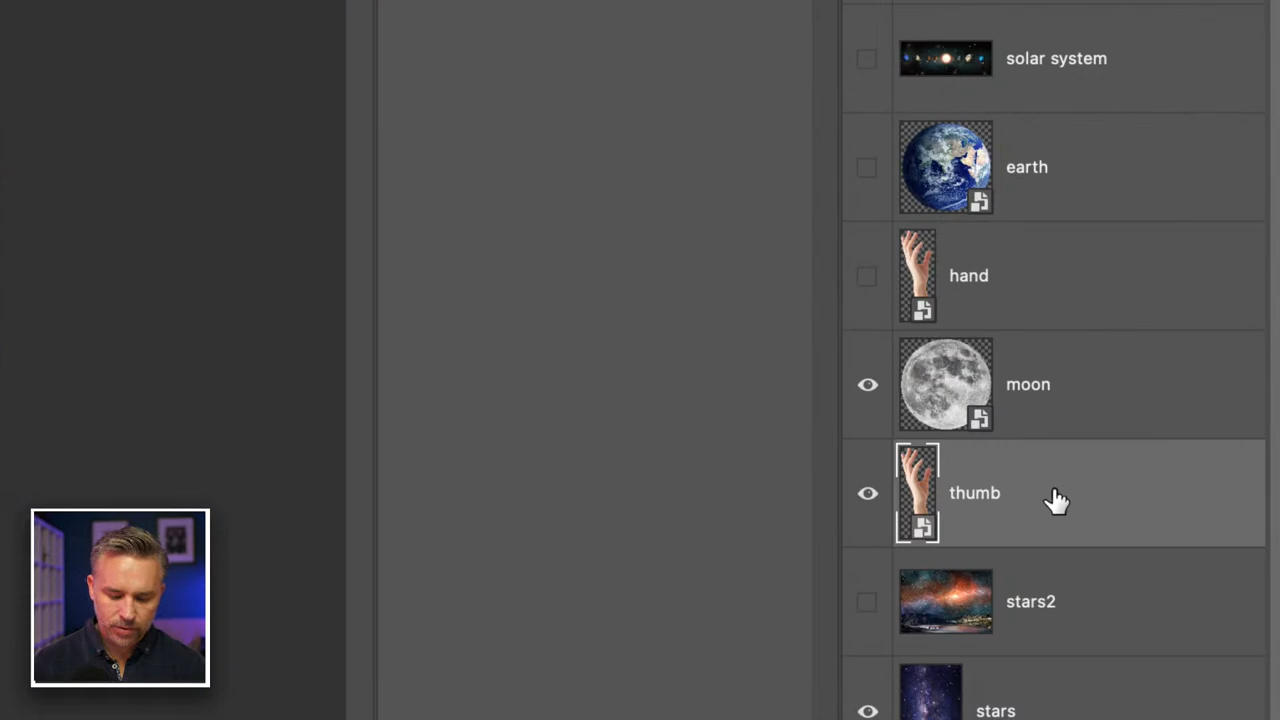 solar system
earth
hand
moon
thumb
stars2
stars